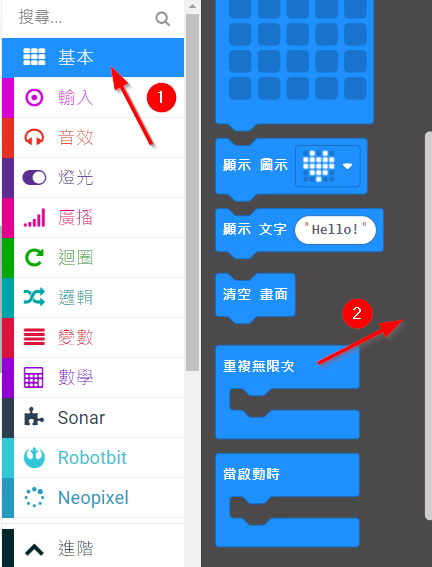 搜尋...
基本
輸入
音效
燈光
廣播
迴圈
邏輯
變數
數學
Sonar
Robotbit
Neopixel
進階
1
顯示 圖示
顯示 文字 "Hello!"
清空 畫面
2
重複無限次
當啟動時